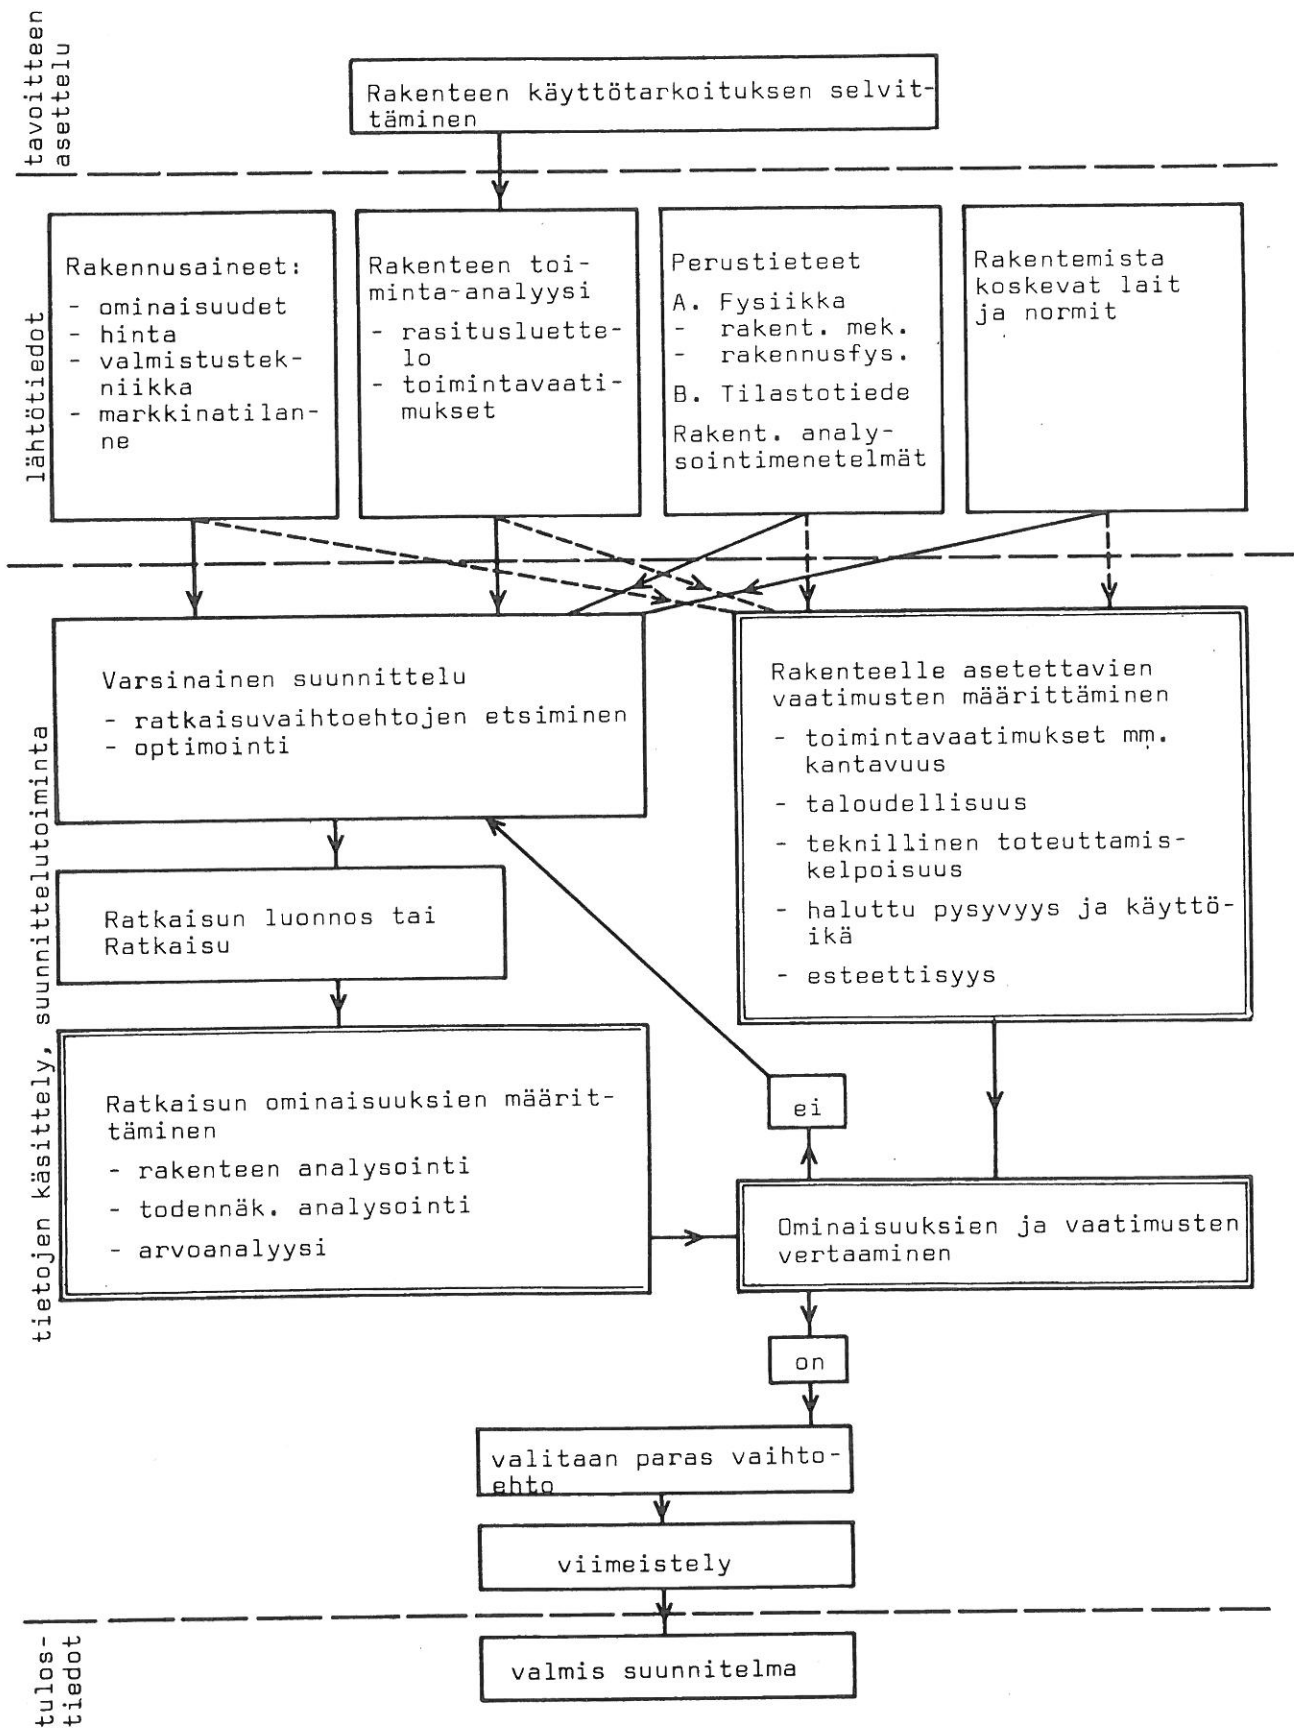 tavoitteen
asettelu
Rakenteen käyttötarkoituksen selvit-
täminen
lähtötiedot
Rakennusaineet:
- ominaisuudet
- hinta
- valmistustek-
niikka
- markkinatilan-
ne
Rakenteen toi-
minta-analyysi
- rasitusluette-
lo
- toimintavaati-
mukset
Perustieteet
A. Fysiikka
- rakent. mek.
- rakennusfys.
B. Tilastotiede
Rakent. analy-
sointimenetelmät
Rakentamista
koskevat lait
ja normit
tietojen käsittely, suunnittelutoiminta
Varsinainen suunnittelu
- ratkaisuvaihtoehtojen etsiminen
- optimointi
Rakenteelle asetettavien
vaatimusten määrittäminen
- toimintavaatimukset mm.
kantavuus
- taloudellisuus
- teknillinen toteuttamis-
kelpoisuus
- haluttu pysyvyys ja käyttö-
ikä
- esteettisyys
Ratkaisun luonnos tai
Ratkaisu
Ratkaisun ominaisuuksien määrit-
täminen
- rakenteen analysointi
- todennäk. analysointi
- arvoanalyysi
ei
Ominaisuuksien ja vaatimusten
vertaaminen
on
valitaan paras vaihto-
ehto
viimeistely
tulos-
tiedot
valmis suunnitelma